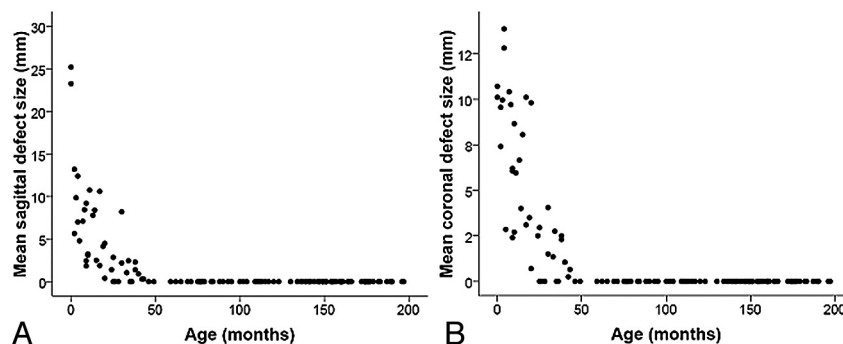 Mean sagittal defect size (mm)
30
25
20
15
10
5
0
0 50 100 150 200
Age (months)
A
Mean coronal defect size (mm)
12
10
8
5
2
0
0 50 100 150 200
Age (months)
B